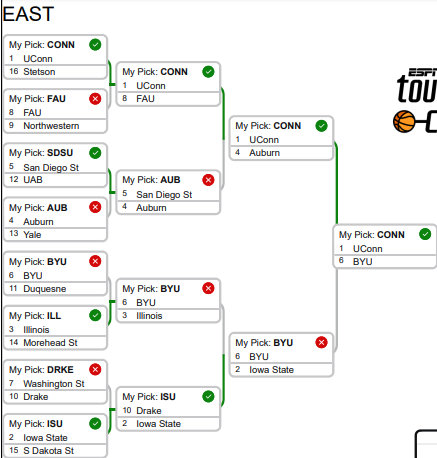 EAST
My Pick: CONN
1 UConn
16 Stetson
My Pick: FAU
8 FAU
9 Northwestern
My Pick: SDSU
5 San Diego St
12 UAB
My Pick: AUB
4 Auburn
13 Yale
My Pick: BYU
6 BYU
11 Duquesne
My Pick: ILL
3 Illinois
14 Morehead St
My Pick: DRKE
7 Washington St
10 Drake
My Pick: ISU
2 Iowa State
15 S Dakota St
My Pick: CONN
1 UConn
8 FAU
My Pick: AUB
5 San Diego St
4 Auburn
My Pick: BYU
6 BYU
3 Illinois
My Pick: ISU
10 Drake
2 Iowa State
My Pick: CONN
1 UConn
4 Auburn
My Pick: BYU
6 BYU
2 Iowa State
My Pick: CONN
1 UConn
6 BYU
ESPN